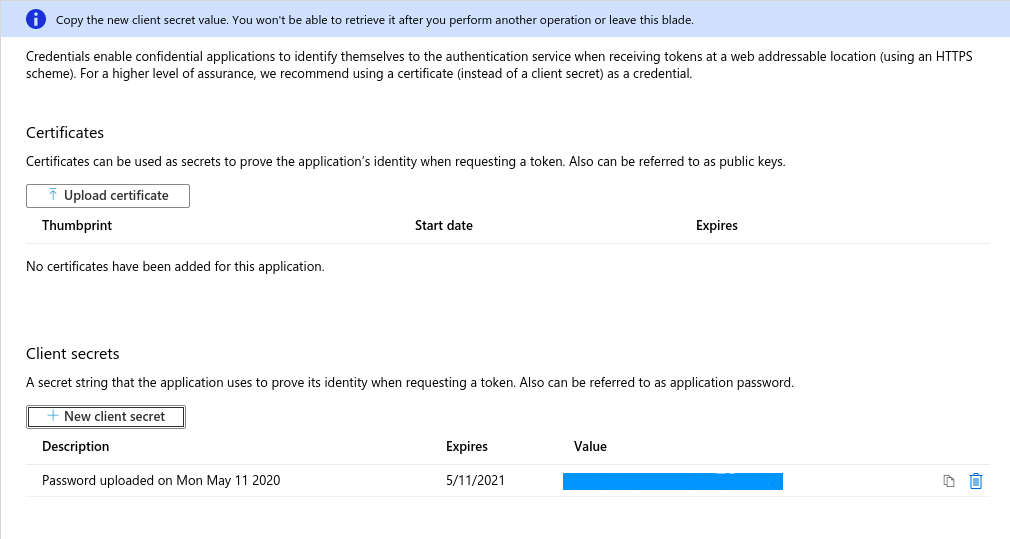 Copy the new client secret value. You won't be able to retrieve it after you perform another operation or leave this blade.
Credentials enable confidential applications to identify themselves to the authentication service when receiving tokens at a web addressable location (using an HTTPS
scheme). For a higher level of assurance, we recommend using a certificate (instead of a client secret) as a credential.
Certificates
Certificates can be used as secrets to prove the application’s identity when requesting a token. Also can be referred to as public keys.
Upload certificate
Thumbprint Start date Expires
No certificates have been added for this application.
Client secrets
A secret string that the application uses to prove its identity when requesting a token. Also can be referred to as application password.
New client secret
Description Expires Value
Password uploaded on Mon May 11 2020 5/11/2021